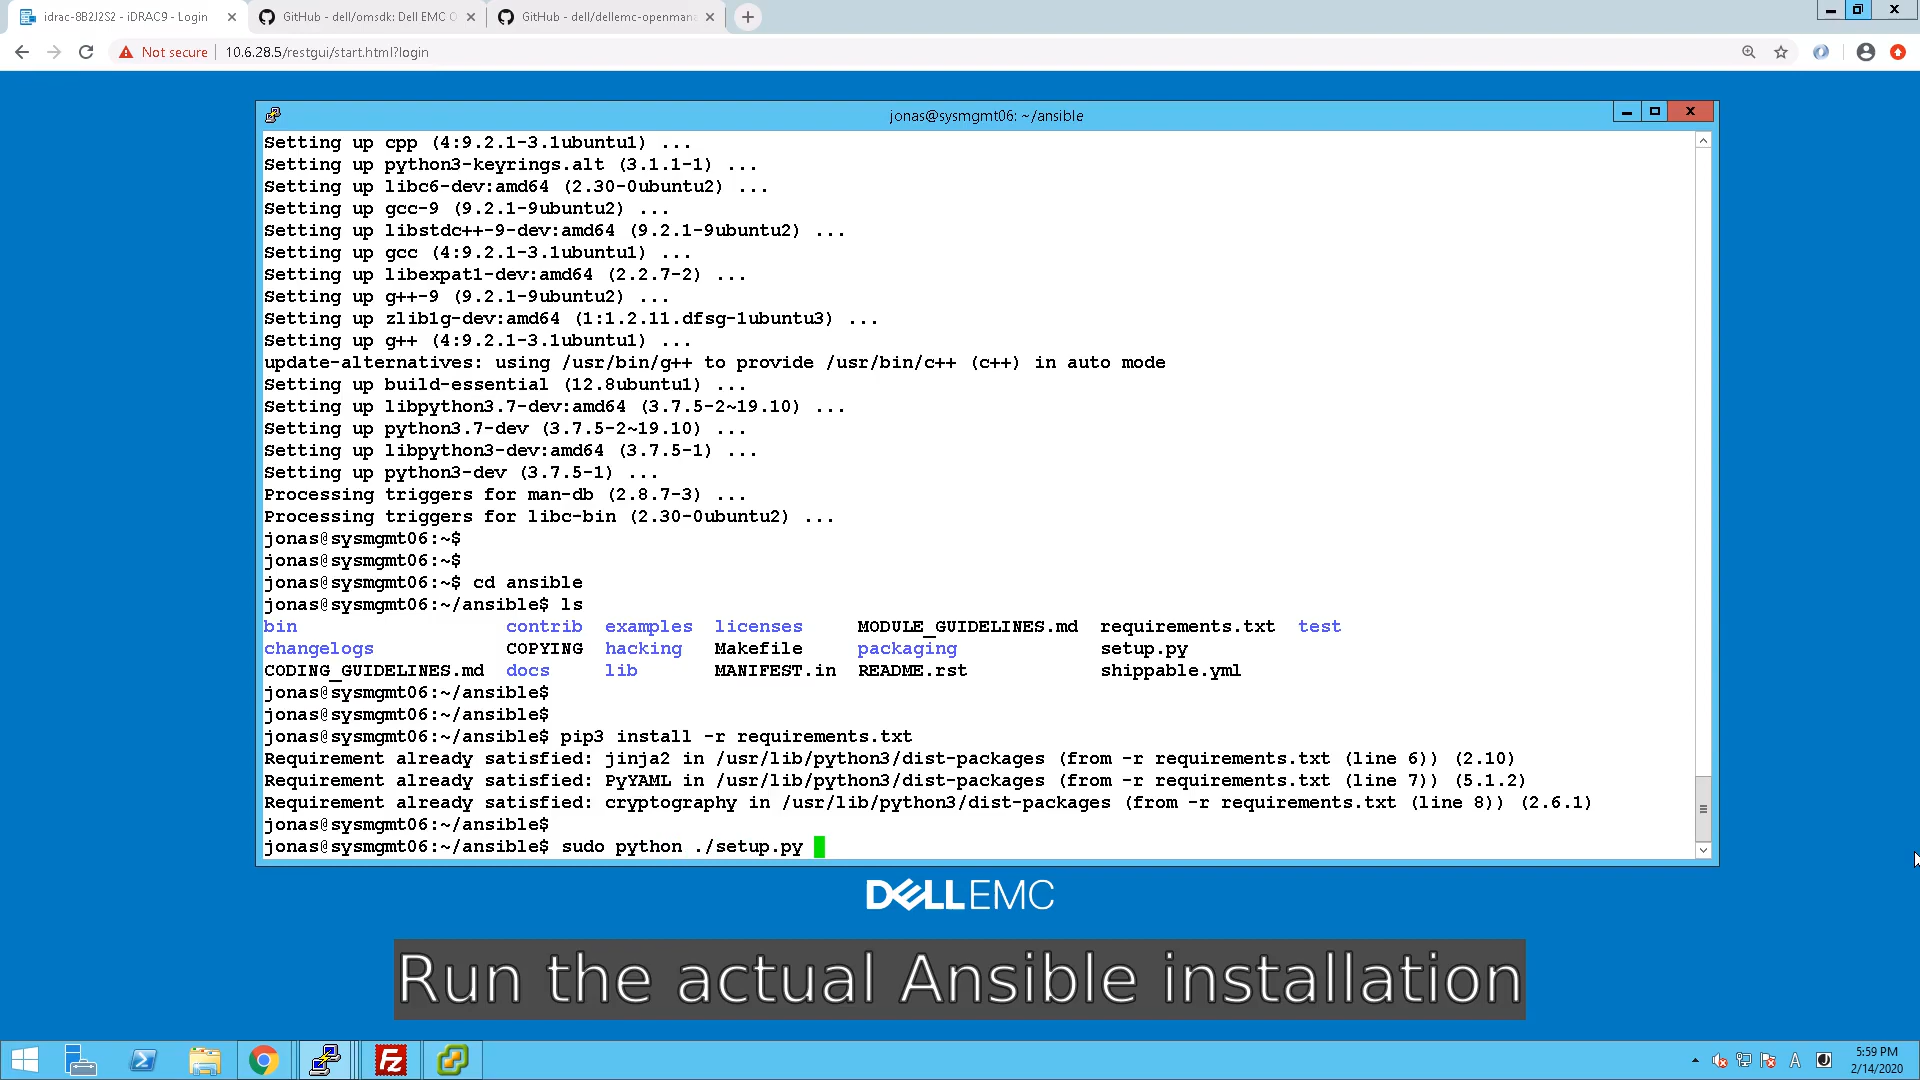 idrac-8B2J2S2 - iDRAC9 - Login
GitHub - dell/omsdk: Dell EMC O
GitHub - dell/dellemc-openmana
Not secure
10.6.28.5/restgui/start.html?login
jonas@sysmgmt06: ~/ansible
Setting up cpp (4:9.2.1-3.1ubuntu1) ...
Setting up python3-keyrings.alt (3.1.1-1) ...
Setting up libc6-dev:amd64 (2.30-0ubuntu2) ...
Setting up gcc-9 (9.2.1-9ubuntu2) ...
Setting up libstdc++-9-dev:amd64 (9.2.1-9ubuntu2) ...
Setting up gcc (4:9.2.1-3.1ubuntu1) ...
Setting up libexpat1-dev:amd64 (2.2.7-2) ...
Setting up g++-9 (9.2.1-9ubuntu2) ...
Setting up zlib1g-dev:amd64 (1:1.2.11.dfsg-1ubuntu3) ...
Setting up g++ (4:9.2.1-3.1ubuntu1) ...
update-alternatives: using /usr/bin/g++ to provide /usr/bin/c++ (c++) in auto mode
Setting up build-essential (12.8ubuntu1) ...
Setting up libpython3.7-dev:amd64 (3.7.5-2~19.10) ...
Setting up python3.7-dev (3.7.5-2~19.10) ...
Setting up libpython3-dev:amd64 (3.7.5-1) ...
Setting up python3-dev (3.7.5-1) ...
Processing triggers for man-db (2.8.7-3) ...
Processing triggers for libc-bin (2.30-0ubuntu2) ...
jonas@sysmgmt06:~$
jonas@sysmgmt06:~$
jonas@sysmgmt06:~$ cd ansible
jonas@sysmgmt06:~/ansible$ ls
bin contrib examples licenses MODULE_GUIDELINES.md requirements.txt test
changelogs COPYING hacking Makefile packaging setup.py
CODING_GUIDELINES.md docs lib MANIFEST.in README.rst shippable.yml
jonas@sysmgmt06:~/ansible$
jonas@sysmgmt06:~/ansible$
jonas@sysmgmt06:~/ansible$ pip3 install -r requirements.txt
Requirement already satisfied: jinja2 in /usr/lib/python3/dist-packages (from -r requirements.txt (line 6)) (2.10)
Requirement already satisfied: PyYAML in /usr/lib/python3/dist-packages (from -r requirements.txt (line 7)) (5.1.2)
Requirement already satisfied: cryptography in /usr/lib/python3/dist-packages (from -r requirements.txt (line 8)) (2.6.1)
jonas@sysmgmt06:~/ansible$
jonas@sysmgmt06:~/ansible$ sudo python ./setup.py
DELLEMC
Run the actual Ansible installation
Fz
A
5:59 PM
2/14/2020